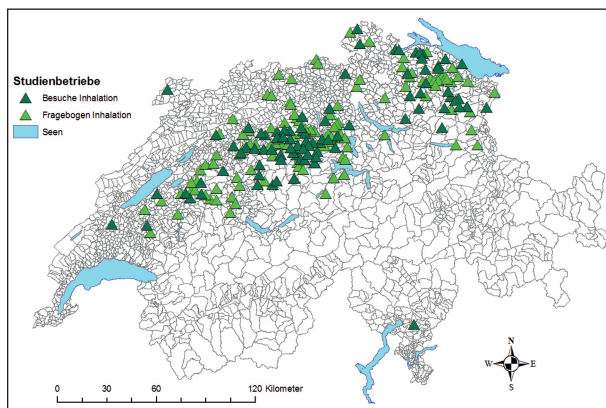 Studienbetriebe
Besuche Inhalation
Fragebogen Inhalation
Seen
N
W E
S
0 30 60 120 Kilometer